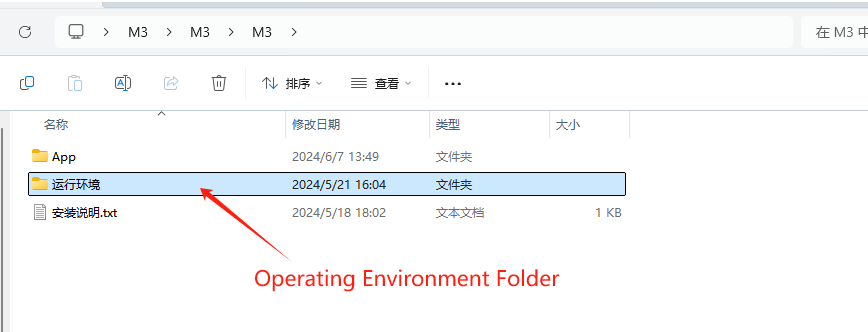 M3 > M3 > M3 >
在 M3 中
排序
查看
名称 修改日期 类型 大小
App 2024/6/7 13:49 文件夹
运行环境 2024/5/21 16:04 文件夹
安装说明.txt 2024/5/18 18:02 文本文档 1 KB
Operating Environment Folder